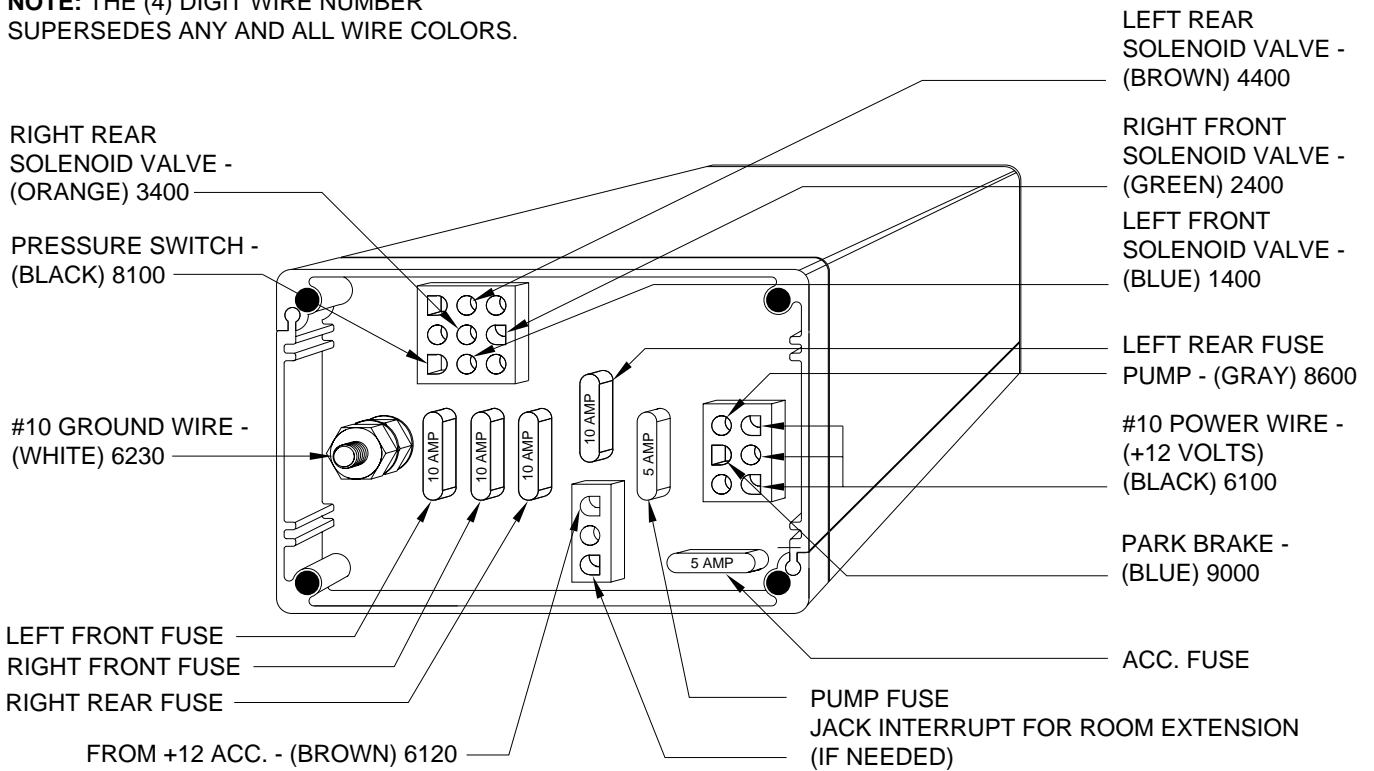 NOTE: THE (4) DIGIT WIRE NUMBER
SUPERSEDES ANY AND ALL WIRE COLORS.
LEFT REAR
SOLENOID VALVE -
(BROWN) 4400
RIGHT REAR
SOLENOID VALVE -
(ORANGE) 3400
RIGHT FRONT
SOLENOID VALVE -
(GREEN) 2400
PRESSURE SWITCH -
(BLACK) 8100
LEFT FRONT
SOLENOID VALVE -
(BLUE) 1400
LEFT REAR FUSE
PUMP - (GRAY) 8600
#10 GROUND WIRE -
(WHITE) 6230
#10 POWER WIRE -
(+12 VOLTS)
(BLACK) 6100
10 AMP
10 AMP
10 AMP
10 AMP
5 AMP
5 AMP
PARK BRAKE -
(BLUE) 9000
LEFT FRONT FUSE
RIGHT FRONT FUSE
RIGHT REAR FUSE
FROM +12 ACC. - (BROWN) 6120
ACC. FUSE
PUMP FUSE
JACK INTERRUPT FOR ROOM EXTENSION
(IF NEEDED)